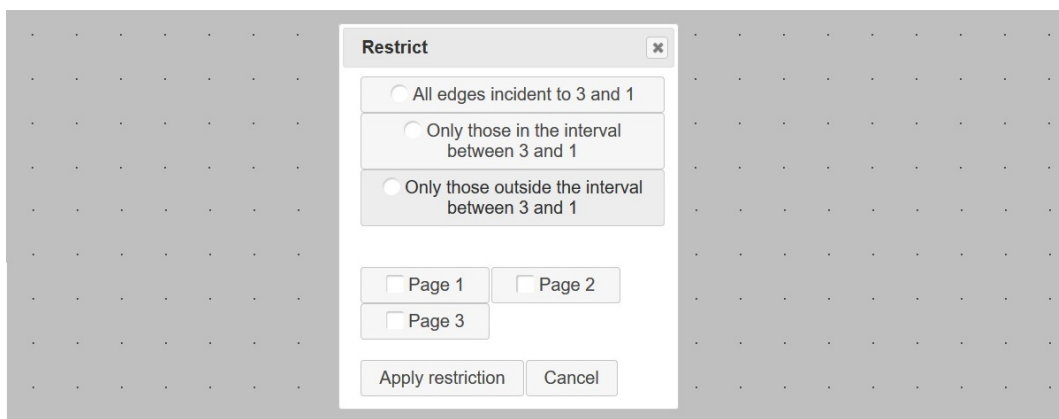 Restrict
All edges incident to 3 and 1
Only those in the interval
between 3 and 1
Only those outside the interval
between 3 and 1
Page 1
Page 2
Page 3
Apply restriction
Cancel